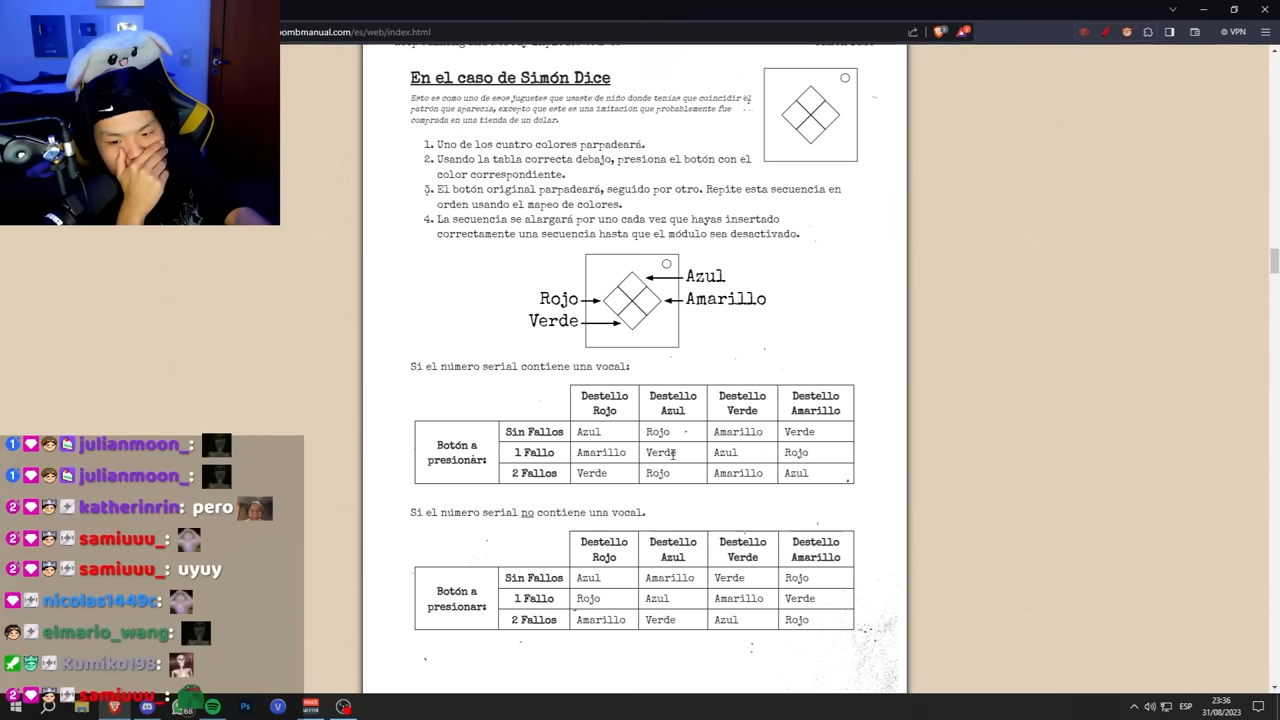 ombmanual.com/es/web/index.html
VPN
En el caso de Simón Dice
Esto es como uno de esos juguetes que usaste de niño donde tenías que coincidir el
patrón que aparecía, excepto que este es una imitación que probablemente fue
comprada en una tienda de un dólar.
1. Uno de los cuatro colores parpadeará.
2. Usando la tabla correcta debajo, presiona el botón con el
color correspondiente.
3. El botón original parpadeará, seguido por otro. Repite esta secuencia en
orden usando el mapeo de colores.
4. La secuencia se alargará por uno cada vez que hayas insertado
correctamente una secuencia hasta que el módulo sea desactivado.
Azul
Rojo Amarillo
Verde
Si el número serial contiene una vocal:
Destello Destello Destello Destello
Rojo Azul Verde Amarillo
Botón a
presionar:
Sin Fallos Azul Rojo Amarillo Verde
1 Fallo Amarillo Verde Azul Rojo
2 Fallos Verde Rojo Amarillo Azul
Si el número serial no contiene una vocal.
Destello Destello Destello Destello
Rojo Azul Verde Amarillo
Botón a
presionar:
Sin Fallos Azul Amarillo Verde Rojo
1 Fallo Rojo Azul Amarillo Verde
2 Fallos Amarillo Verde Azul Rojo
julianmoon_:
julianmoon_:
katherinrin: pero
samiuuu_:
samiuuu_: uyuy
nicolas1449c:
elmario_wang:
Kumiko198:
samiuuu_:
68
Ps
V
ESP
23:36
31/08/2023